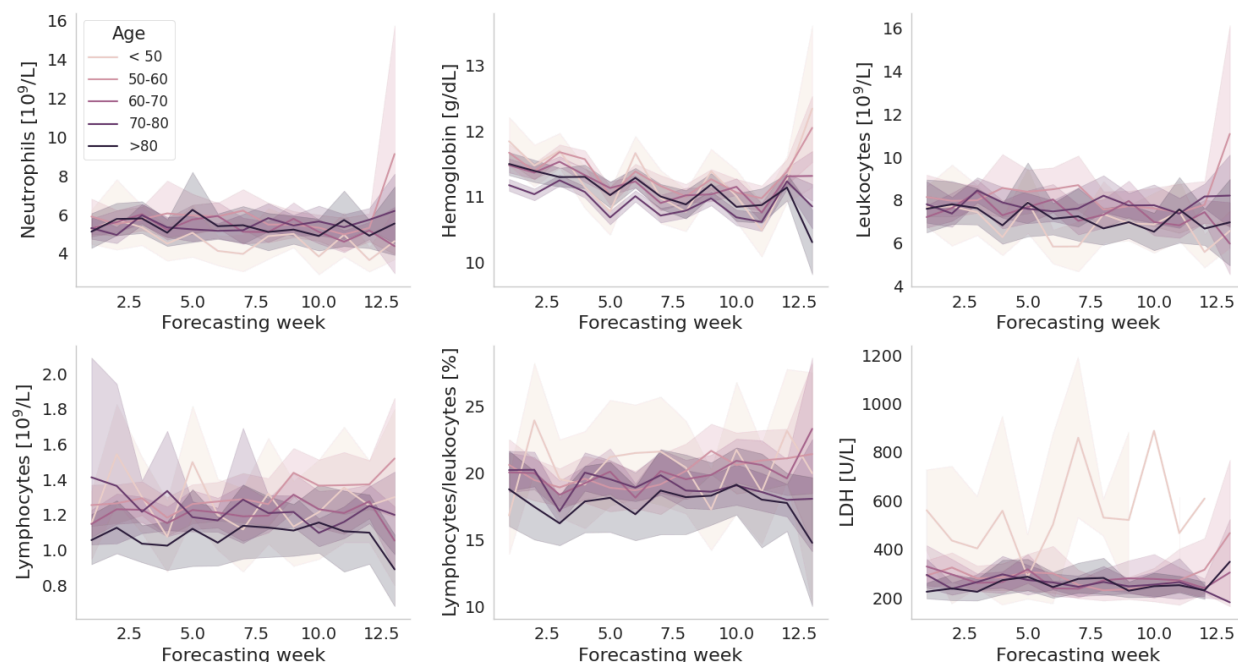 Neutrophils [10⁹/L]
16
14
12
10
8
6
4
Age
< 50
50-60
60-70
70-80
>80
2.5 5.0 7.5 10.0 12.5
Forecasting week
Hemoglobin [g/dL]
13
12
11
10
2.5 5.0 7.5 10.0 12.5
Forecasting week
Leukocytes [10⁹/L]
16
14
12
10
8
6
4
2.5 5.0 7.5 10.0 12.5
Forecasting week
Lymphocytes [10⁹/L]
2.0
1.8
1.6
1.4
1.2
1.0
0.8
2.5 5.0 7.5 10.0 12.5
Forecasting week
Lymphocytes/leukocytes [%]
25
20
15
10
2.5 5.0 7.5 10.0 12.5
Forecasting week
LDH [U/L]
1200
1000
800
600
400
200
2.5 5.0 7.5 10.0 12.5
Forecasting week